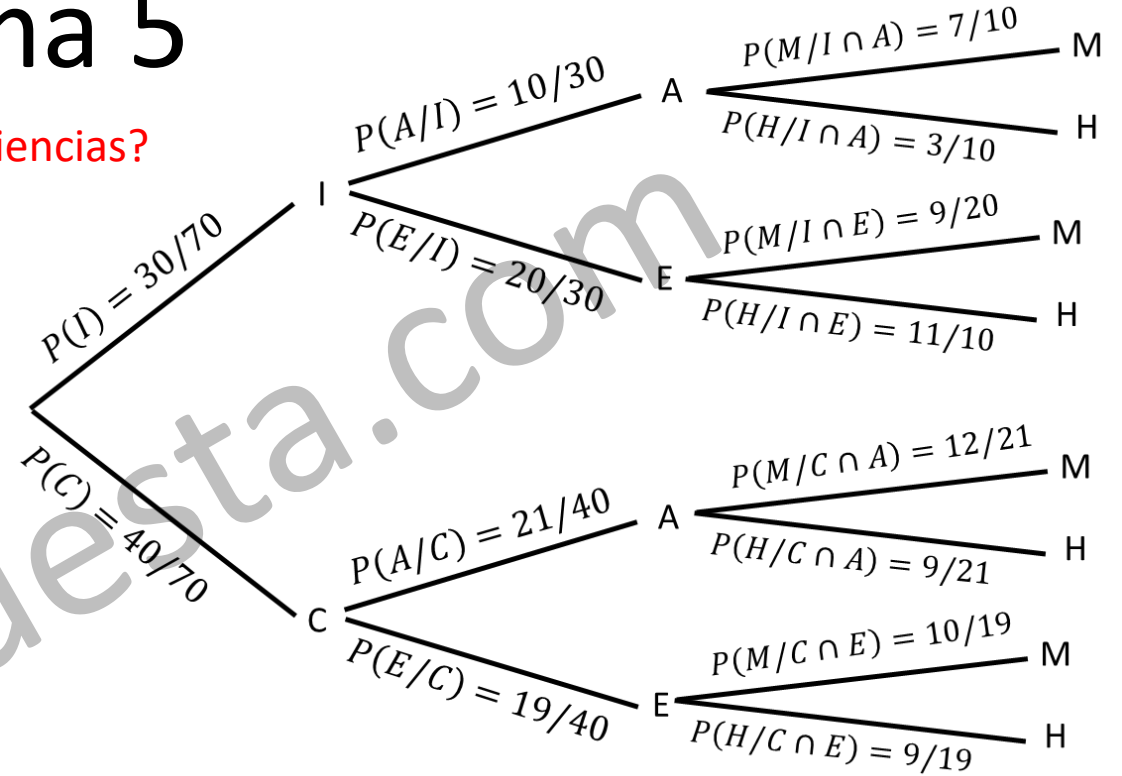 na 5
iencias?
P(M/I ∩ A) = 7/10
M
P(A/I) = 10/30
A
P(H/I ∩ A) = 3/10
H
I
P(I) = 30/70
P(E/I) = 20/30
P(M/I ∩ E) = 9/20
M
E
P(H/I ∩ E) = 11/10
H
P(C) = 40/70
P(M/C ∩ A) = 12/21
M
P(A/C) = 21/40
A
P(H/C ∩ A) = 9/21
H
C
P(E/C) = 19/40
P(M/C ∩ E) = 10/19
M
E
P(H/C ∩ E) = 9/19
H
desta.com